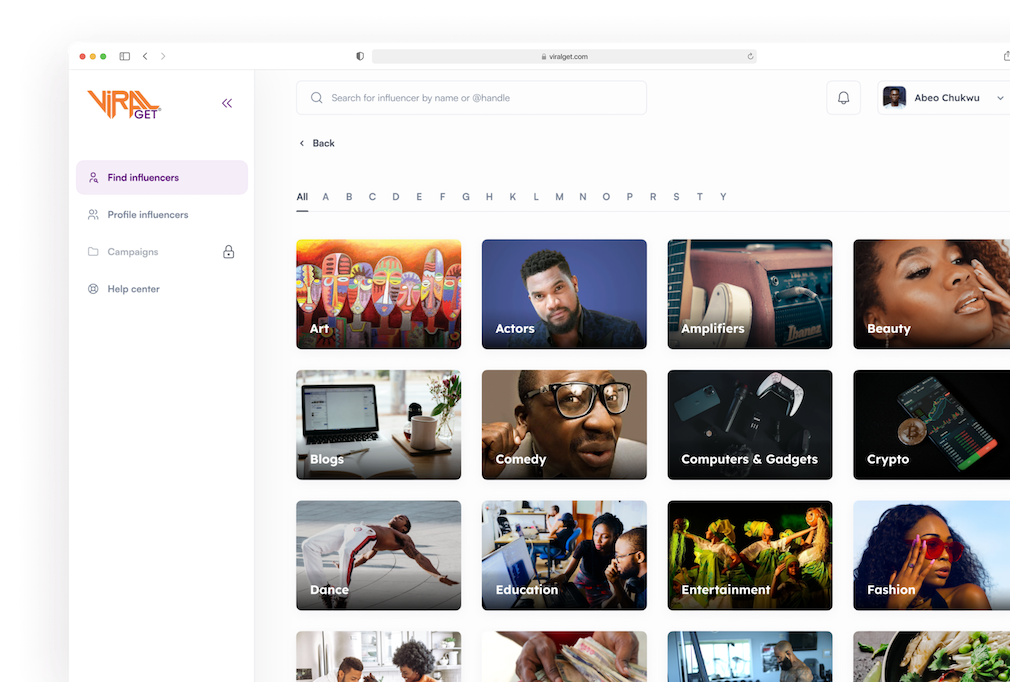 viralget.com
VIRAL
GET
Search for influencer by name or @handle
Abeo Chukwu
Find influencers
Profile influencers
Campaigns
Help center
Back
All A B C D E F G H K L M N O P R S T Y
Art
Actors
Amplifiers
Ibanez
Beauty
Blogs
Comedy
Computers & Gadgets
Crypto
Dance
Education
Entertainment
Fashion